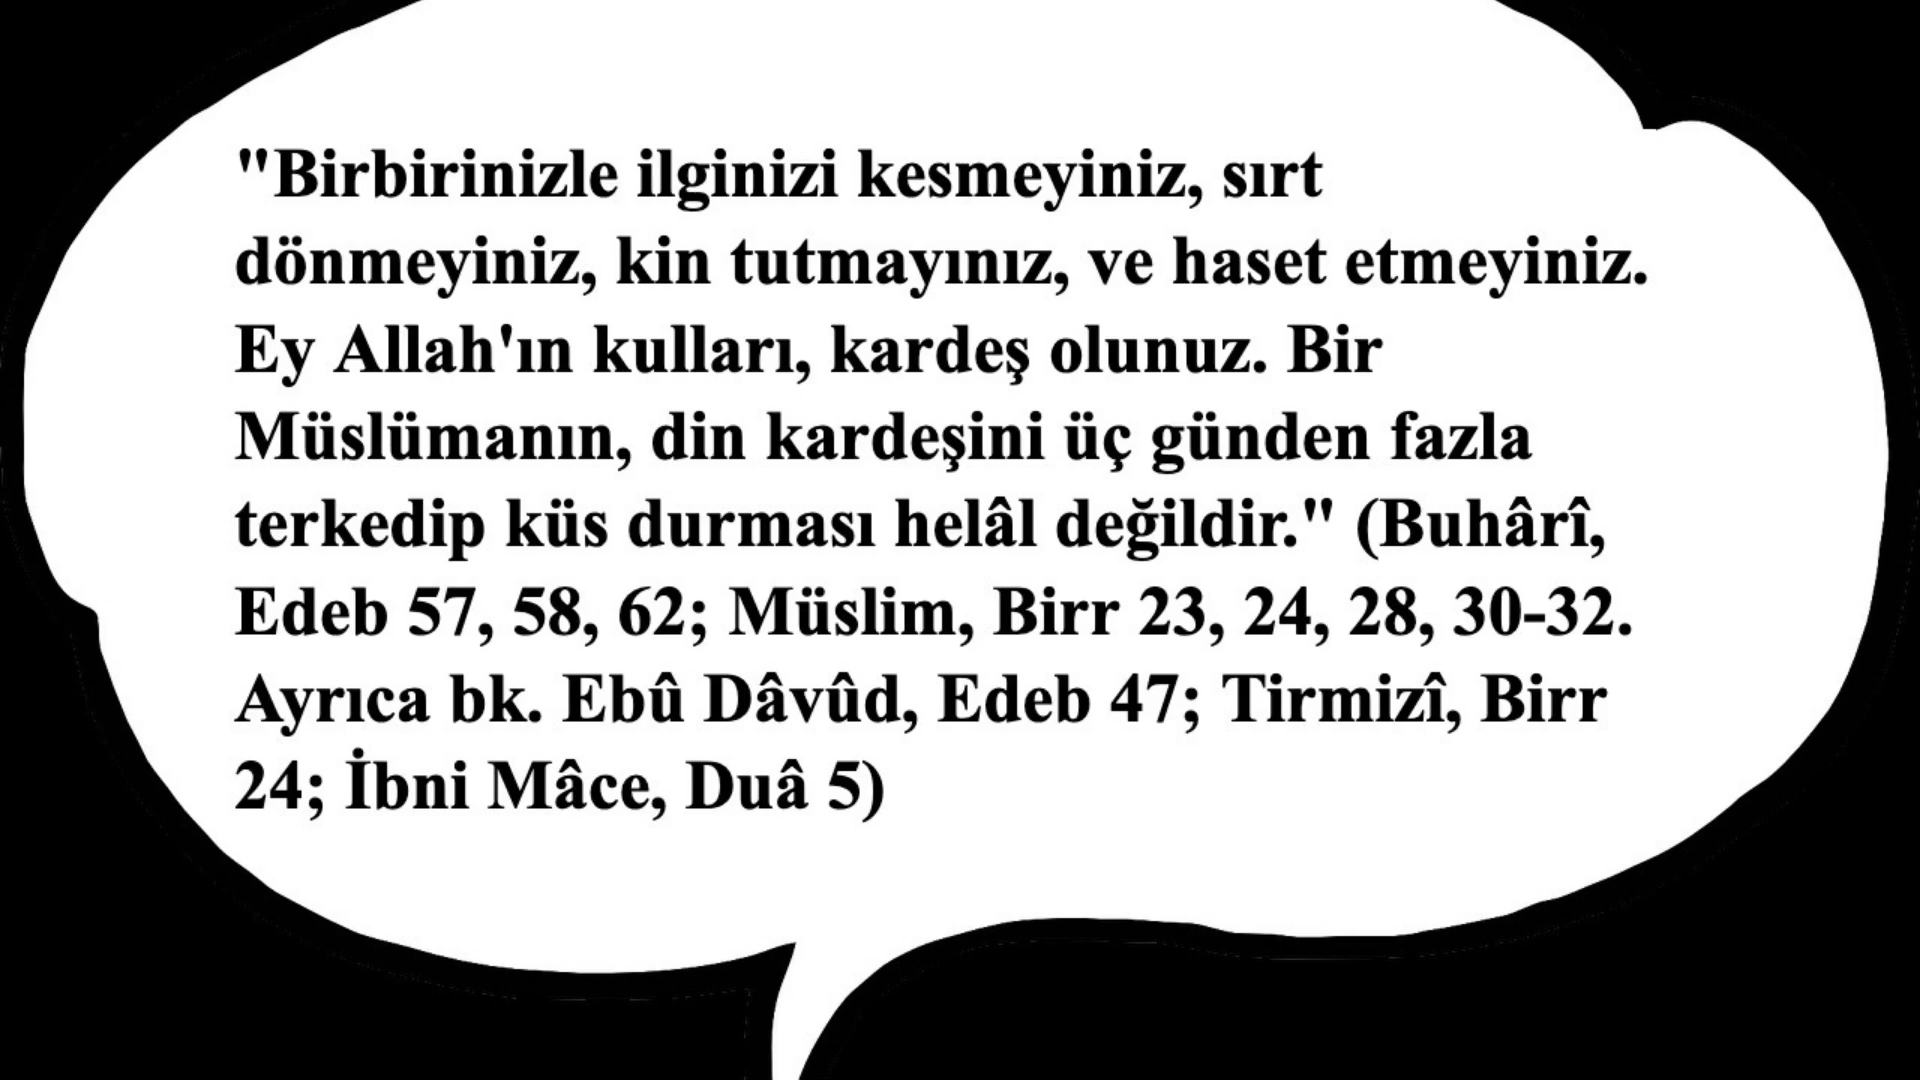 "Birbirinizle ilginizi kesmeyiniz, sırt
dönmeyiniz, kin tutmayınız, ve haset etmeyiniz.
Ey Allah'ın kulları, kardeş olunuz. Bir
Müslümanın, din kardeşini üç günden fazla
terkedip küs durması helâl değildir." (Buhârî,
Edeb 57, 58, 62; Müslim, Birr 23, 24, 28, 30-32.
Ayrıca bk. Ebû Dâvûd, Edeb 47; Tirmizî, Birr
24; İbni Mâce, Duâ 5)